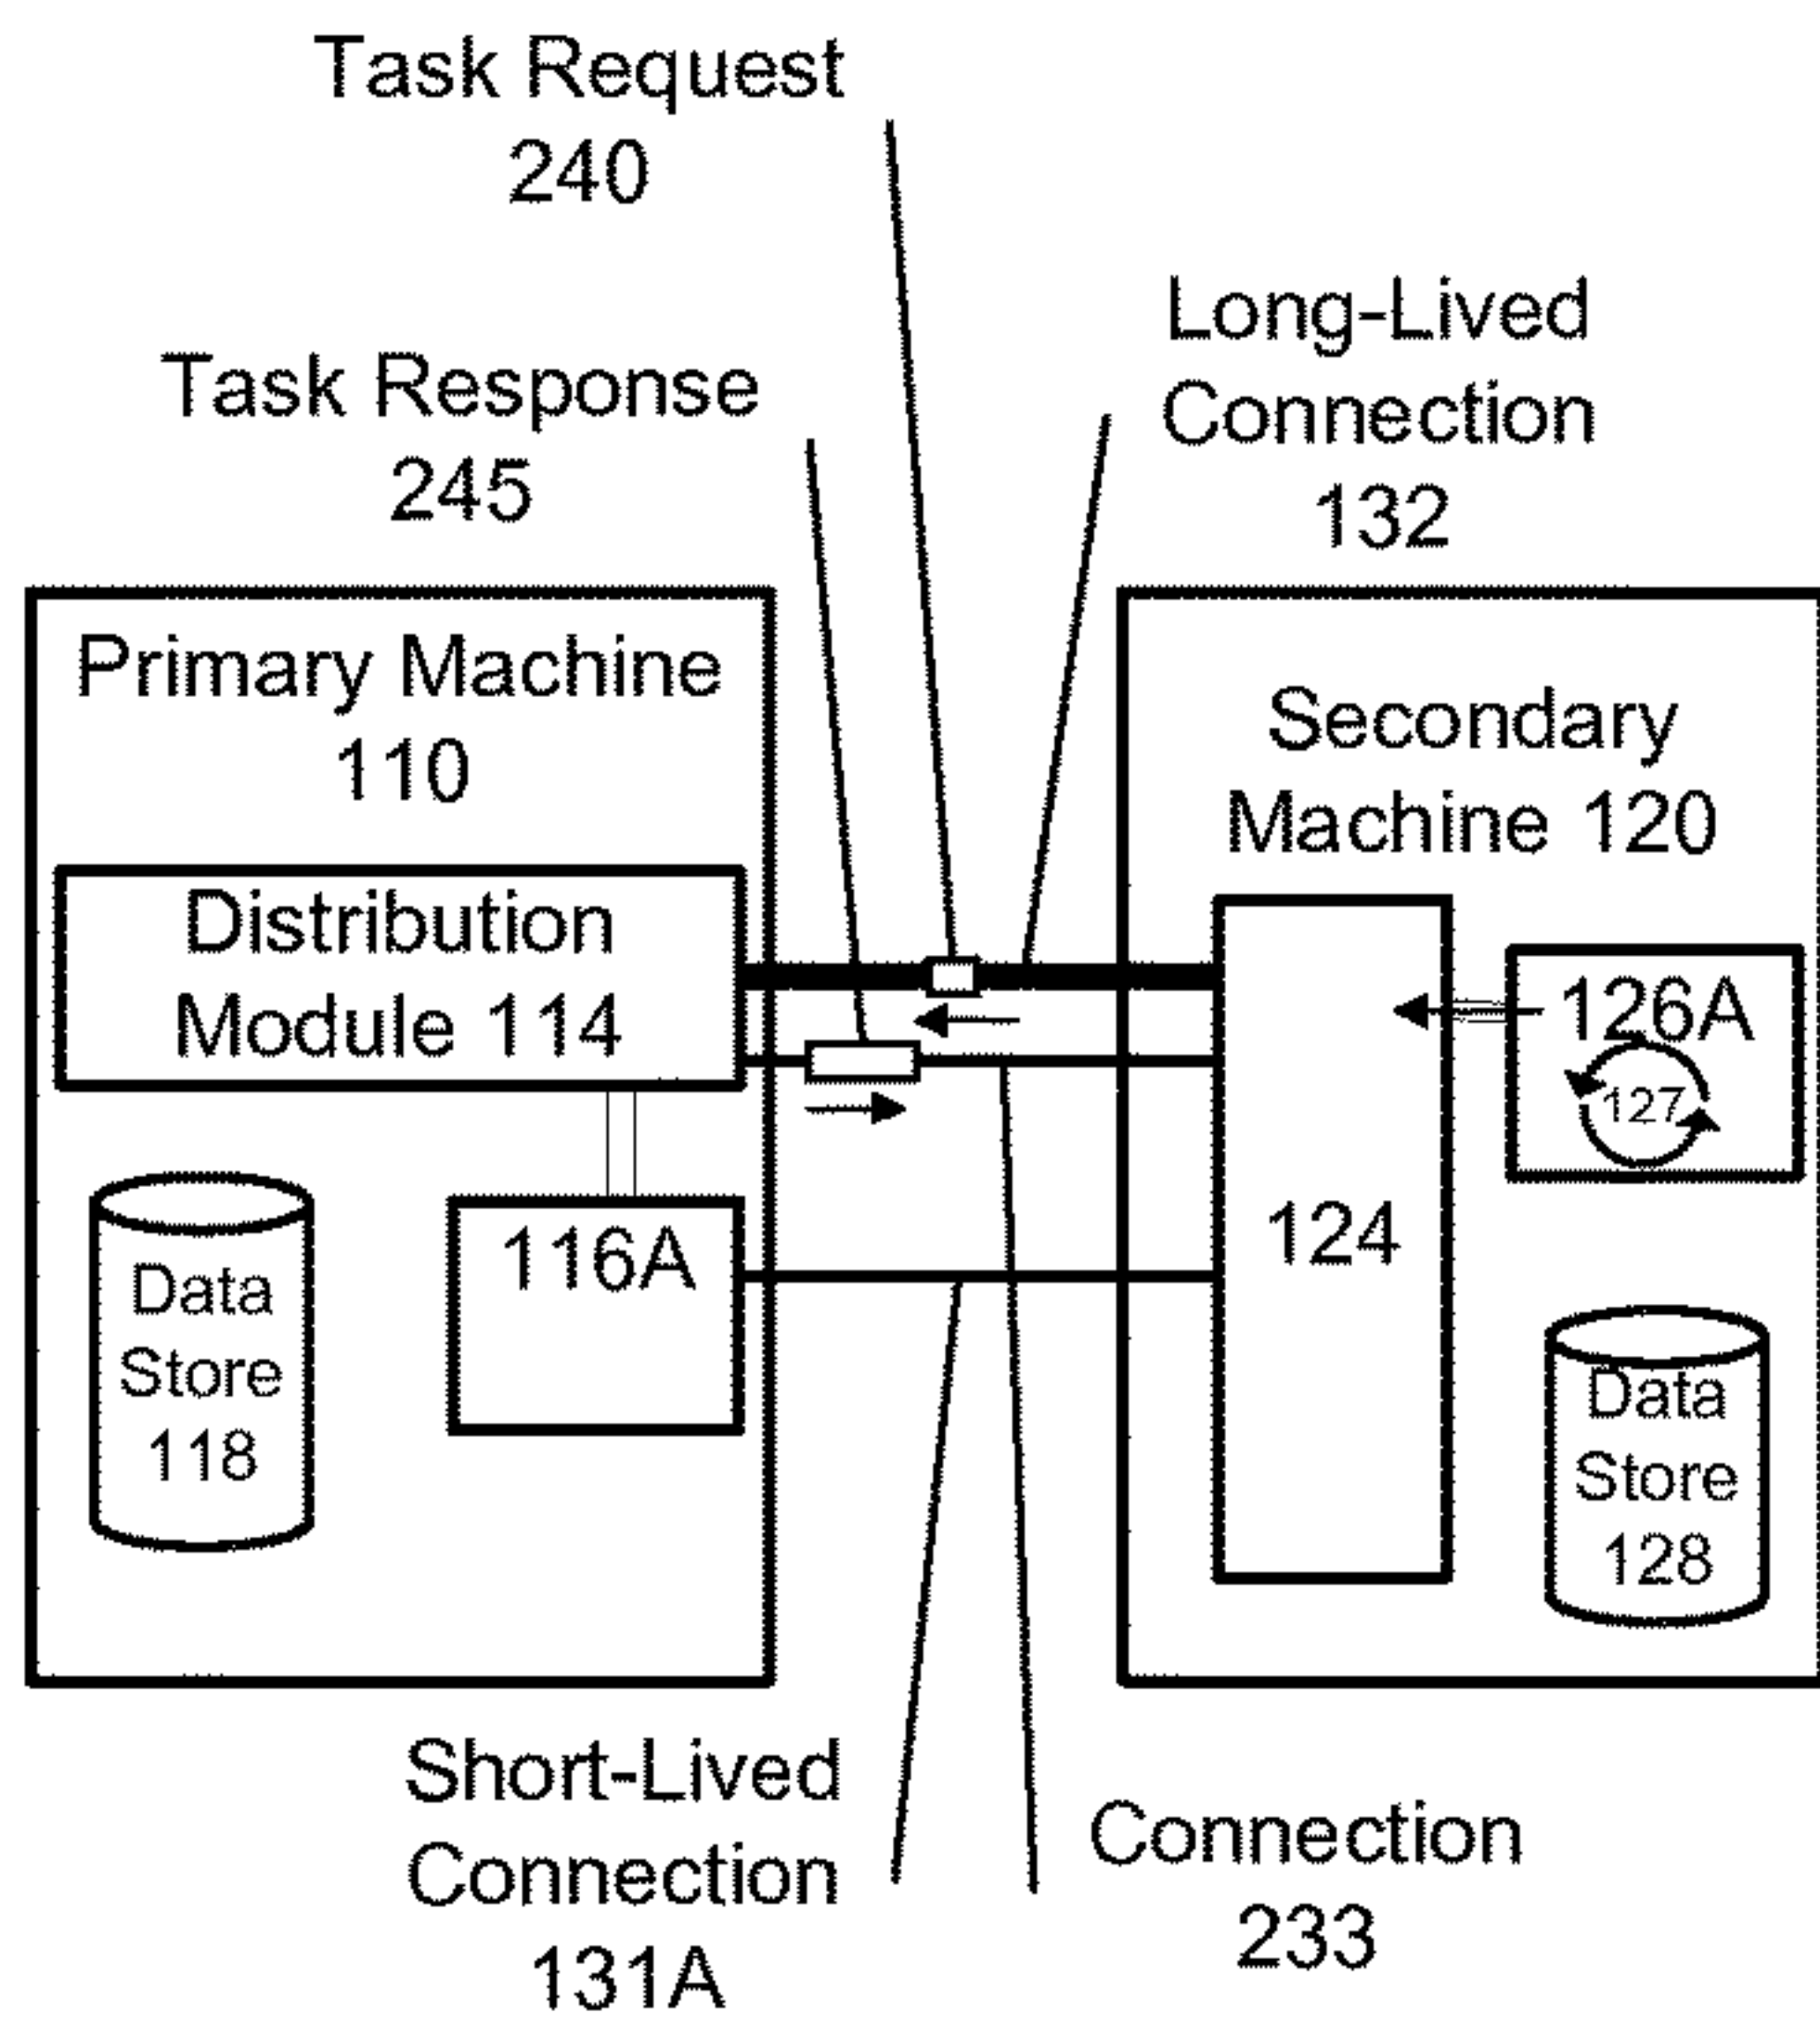 Task Request
240
Task Response
245
Long-Lived
Connection
132
Primary Machine
110
Distribution
Module 114
116A
Data
Store
118
Secondary
Machine 120
124
126A
127
Data
Store
128
Short-Lived
Connection
131A
Connection
233